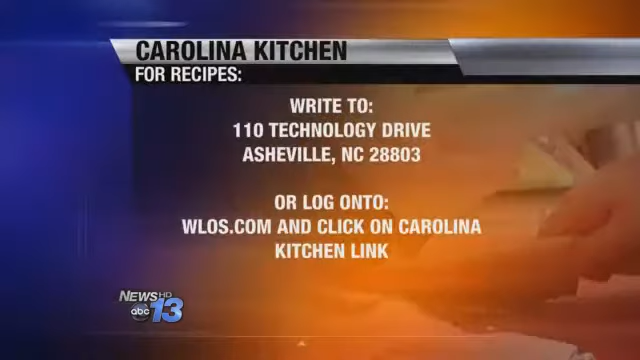 CAROLINA KITCHEN
FOR RECIPES:
WRITE TO:
110 TECHNOLOGY DRIVE
ASHEVILLE, NC 28803
OR LOG ONTO:
WLOS.COM AND CLICK ON CAROLINA
KITCHEN LINK
NEWS HD
abc 13